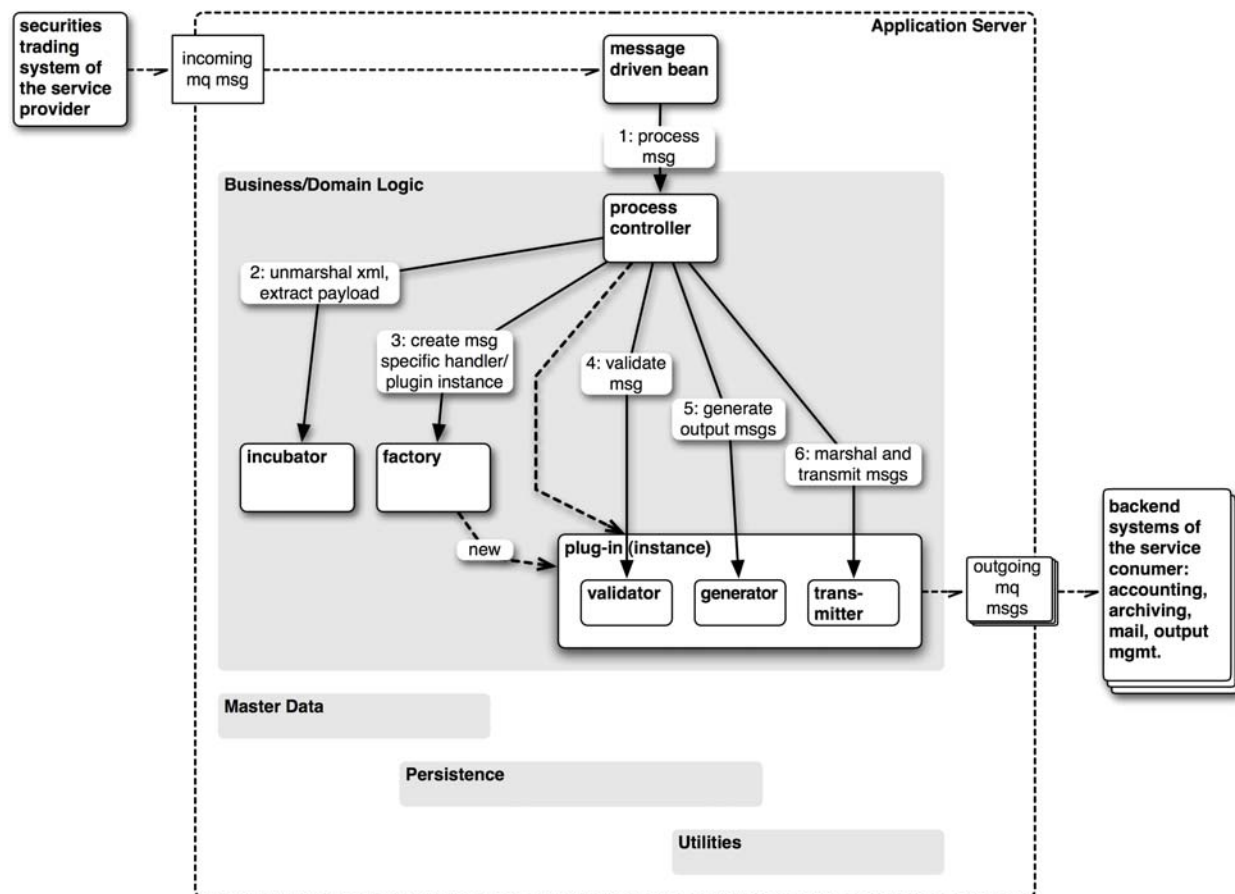 securities
trading
system of
the service
provider
incoming
mq msg
message
driven bean
Application Server
1: process
msg
Business/Domain Logic
process
controller
2: unmarshal xml,
extract payload
3: create msg
specific handler/
plugin instance
4: validate
msg
5: generate
output msgs
6: marshal and
transmit msgs
incubator
factory
new
plug-in (instance)
validator
generator
trans-
mitter
outgoing
mq
msgs
backend
systems of
the service
conumer:
accounting,
archiving,
mail, output
mgmt.
Master Data
Persistence
Utilities